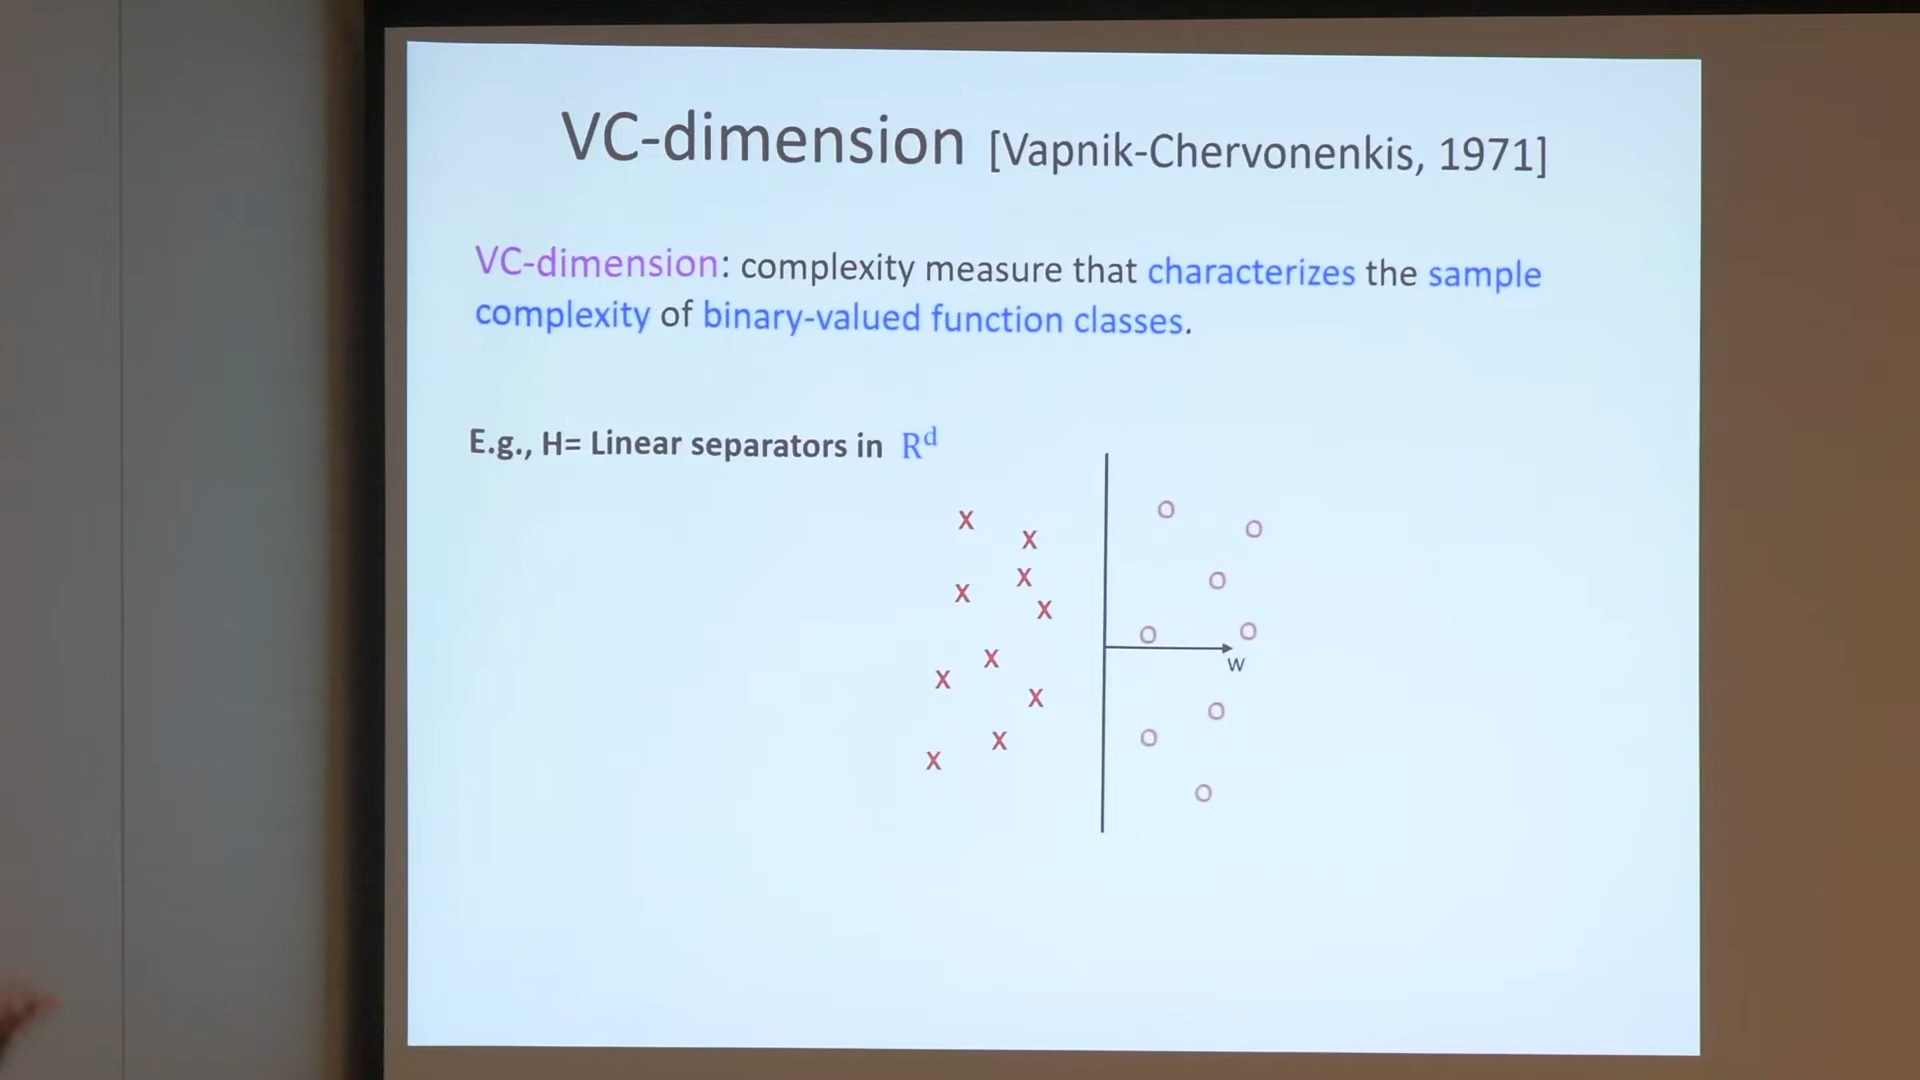 VC-dimension [Vapnik-Chervonenkis, 1971]
VC-dimension: complexity measure that characterizes the sample
complexity of binary-valued function classes.
E.g., H= Linear separators in Rᵈ
X O
X O
X O
X
X
X O O
X W
X
X O
X O
X
O